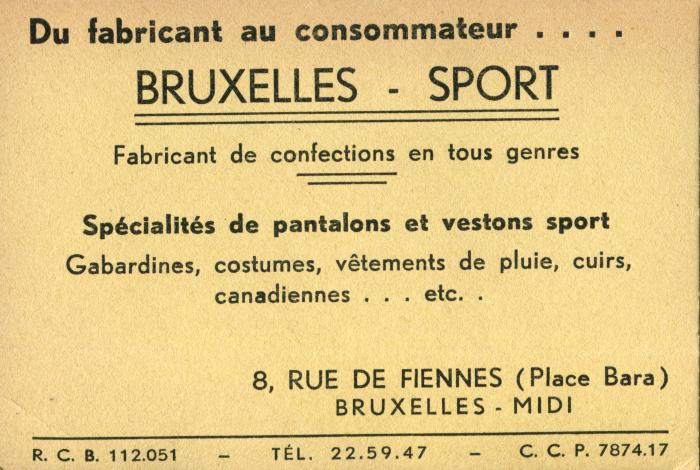 Du fabricant au consommateur . . . .
BRUXELLES - SPORT
Fabricant de confections en tous genres
Spécialités de pantalons et vestons sport
Gabardines, costumes, vêtements de pluie, cuirs,
canadiennes . . . etc. .
8, RUE DE FIENNES (Place Bara)
BRUXELLES - MIDI
R. C. B. 112.051 – TÉL. 22.59.47 – C. C. P. 7874.17